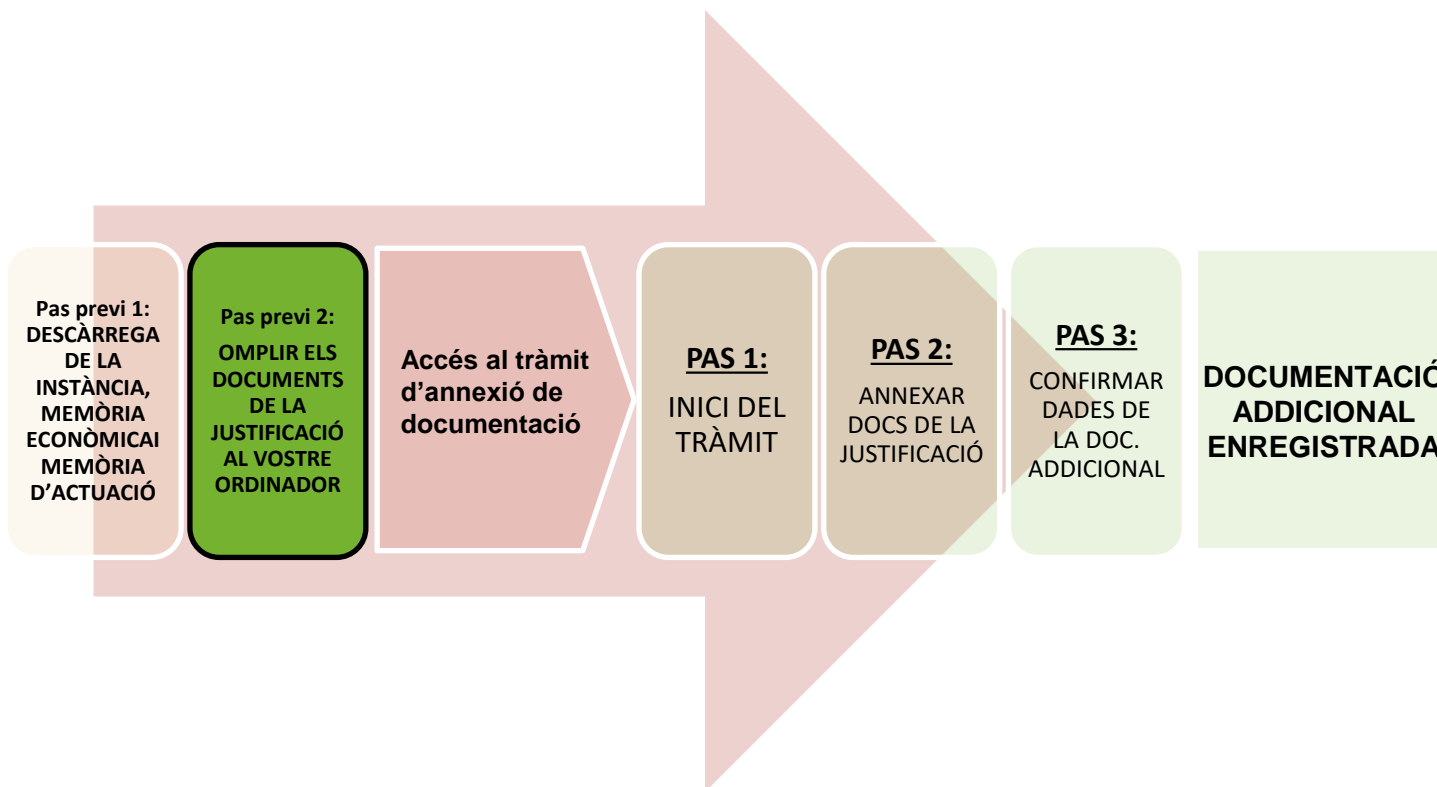 Pas previ 1:
DESCÀRREGA
DE LA
INSTÀNCIA,
MEMÒRIA
ECONÒMICAI
MEMÒRIA
D’ACTUACIÓ
Pas previ 2:
OMPLIR ELS
DOCUMENTS
DE LA
JUSTIFICACIÓ
AL VOSTRE
ORDINADOR
Accés al tràmit
d’annexió de
documentació
PAS 1:
INICI DEL
TRÀMIT
PAS 2:
ANNEXAR
DOCS DE LA
JUSTIFICACIÓ
PAS 3:
CONFIRMAR
DADES DE
LA DOC.
ADDICIONAL
DOCUMENTACIÓ
ADDICIONAL
ENREGISTRADA